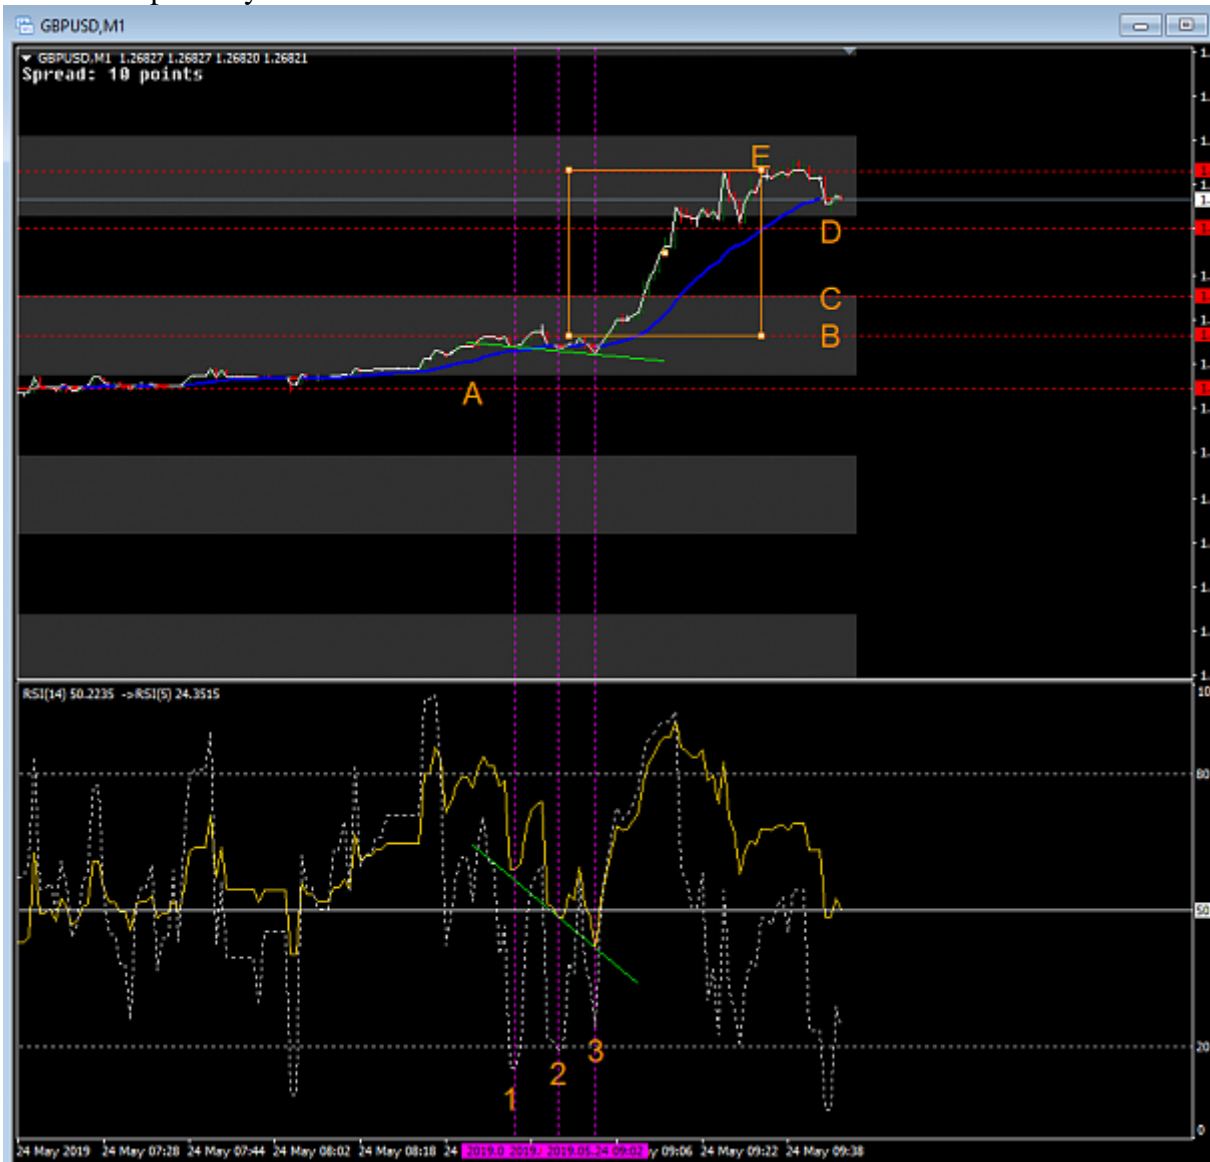 GBPUSD,M1
GBPUSD,M1 1.26827 1.26827 1.26820 1.26821
Spread: 10 points
E
D
C
B
A
RSI(14) 50.2235 ->RSI(5) 24.3515
80
50
20
0
1
2
3
24 May 2019 24 May 07:28 24 May 07:44 24 May 08:02 24 May 08:18 24 2019.0 2019. 2019.05.24 09:02 y 09:06 24 May 09:22 24 May 09:38